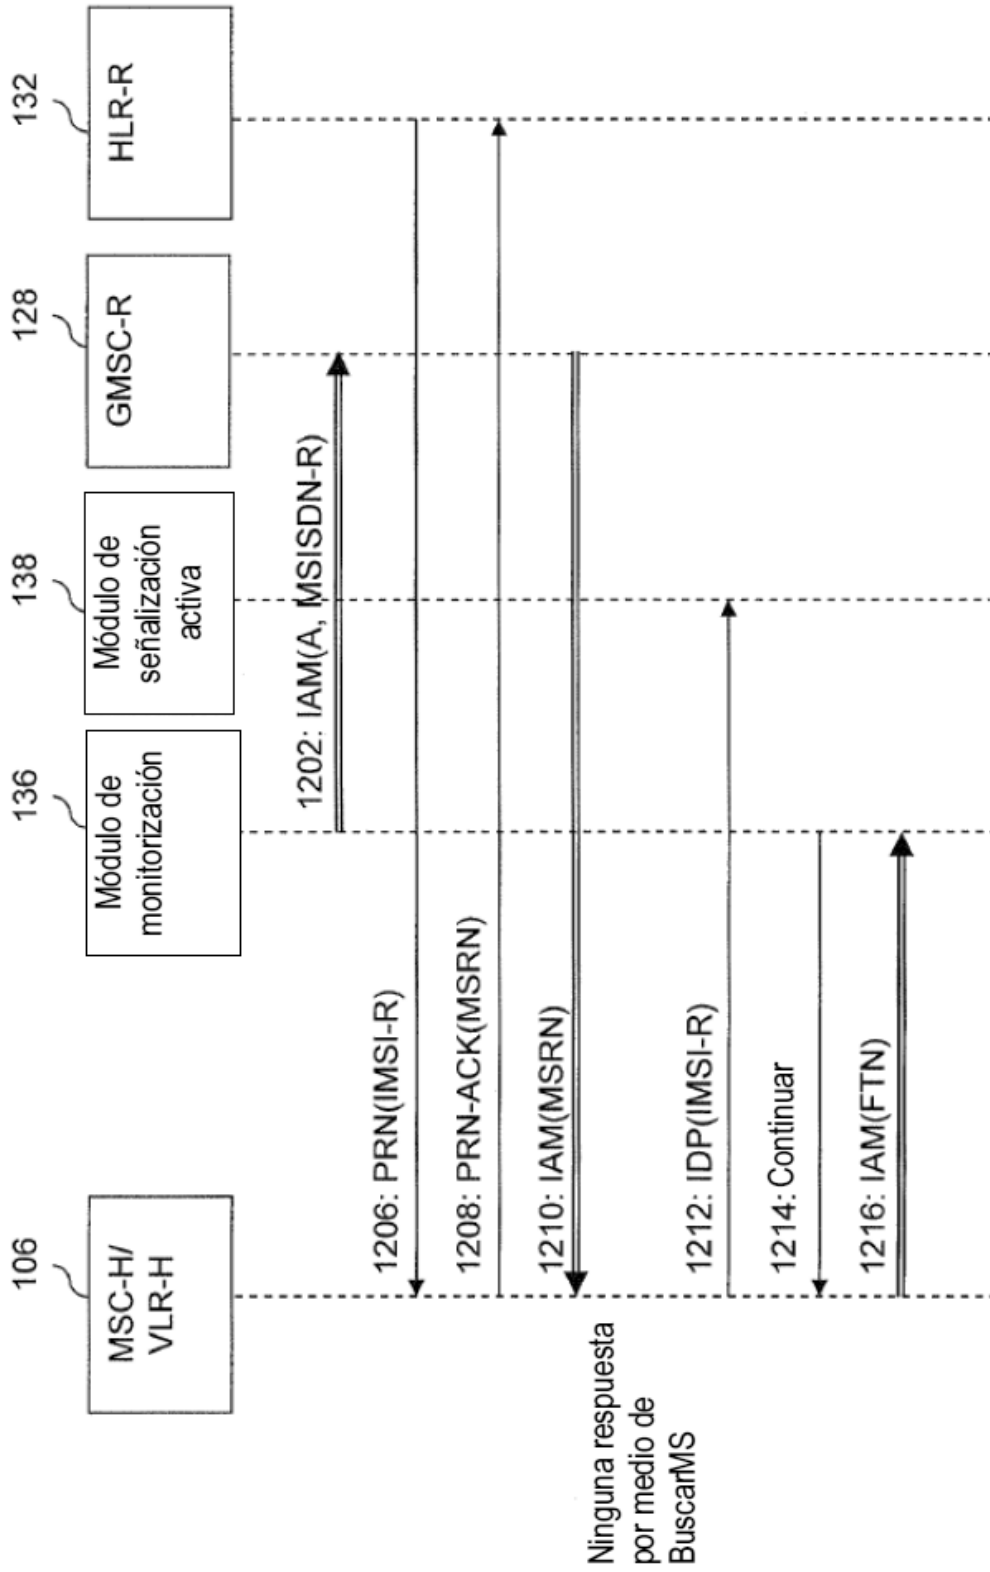 106
MSC-H/
VLR-H
136
Módulo de
monitorización
138
Módulo de
señalización
activa
128
GMSC-R
132
HLR-R
1202: IAM(A, MSISDN-R)
1206: PRN(IMSI-R)
1208: PRN-ACK(MSRN)
1210: IAM(MSRN)
Ninguna respuesta
por medio de
BuscarMS
1212: IDP(IMSI-R)
1214: Continuar
1216: IAM(FTN)